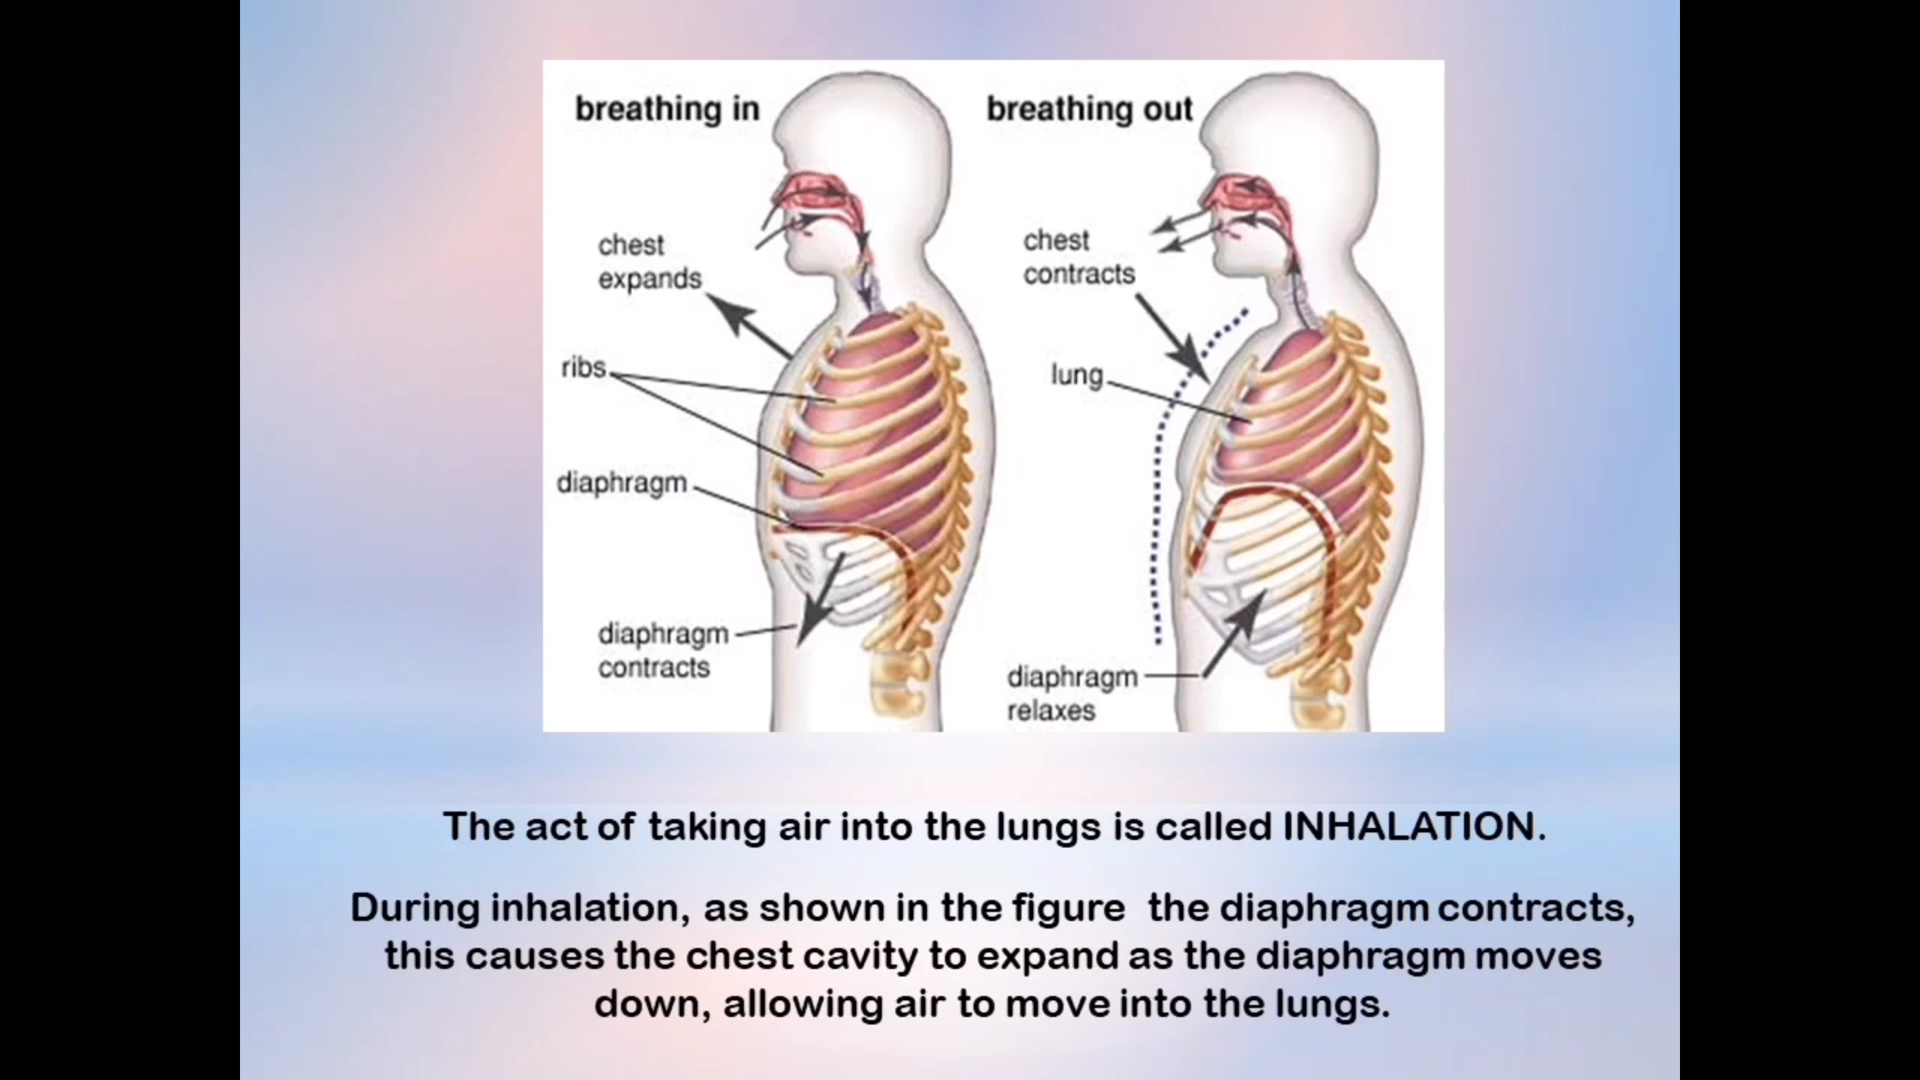 breathing in
chest
expands
ribs
diaphragm
diaphragm
contracts
breathing out
chest
contracts
lung
diaphragm
relaxes
The act of taking air into the lungs is called INHALATION.
During inhalation, as shown in the figure  the diaphragm contracts,
this causes the chest cavity to expand as the diaphragm moves
down, allowing air to move into the lungs.